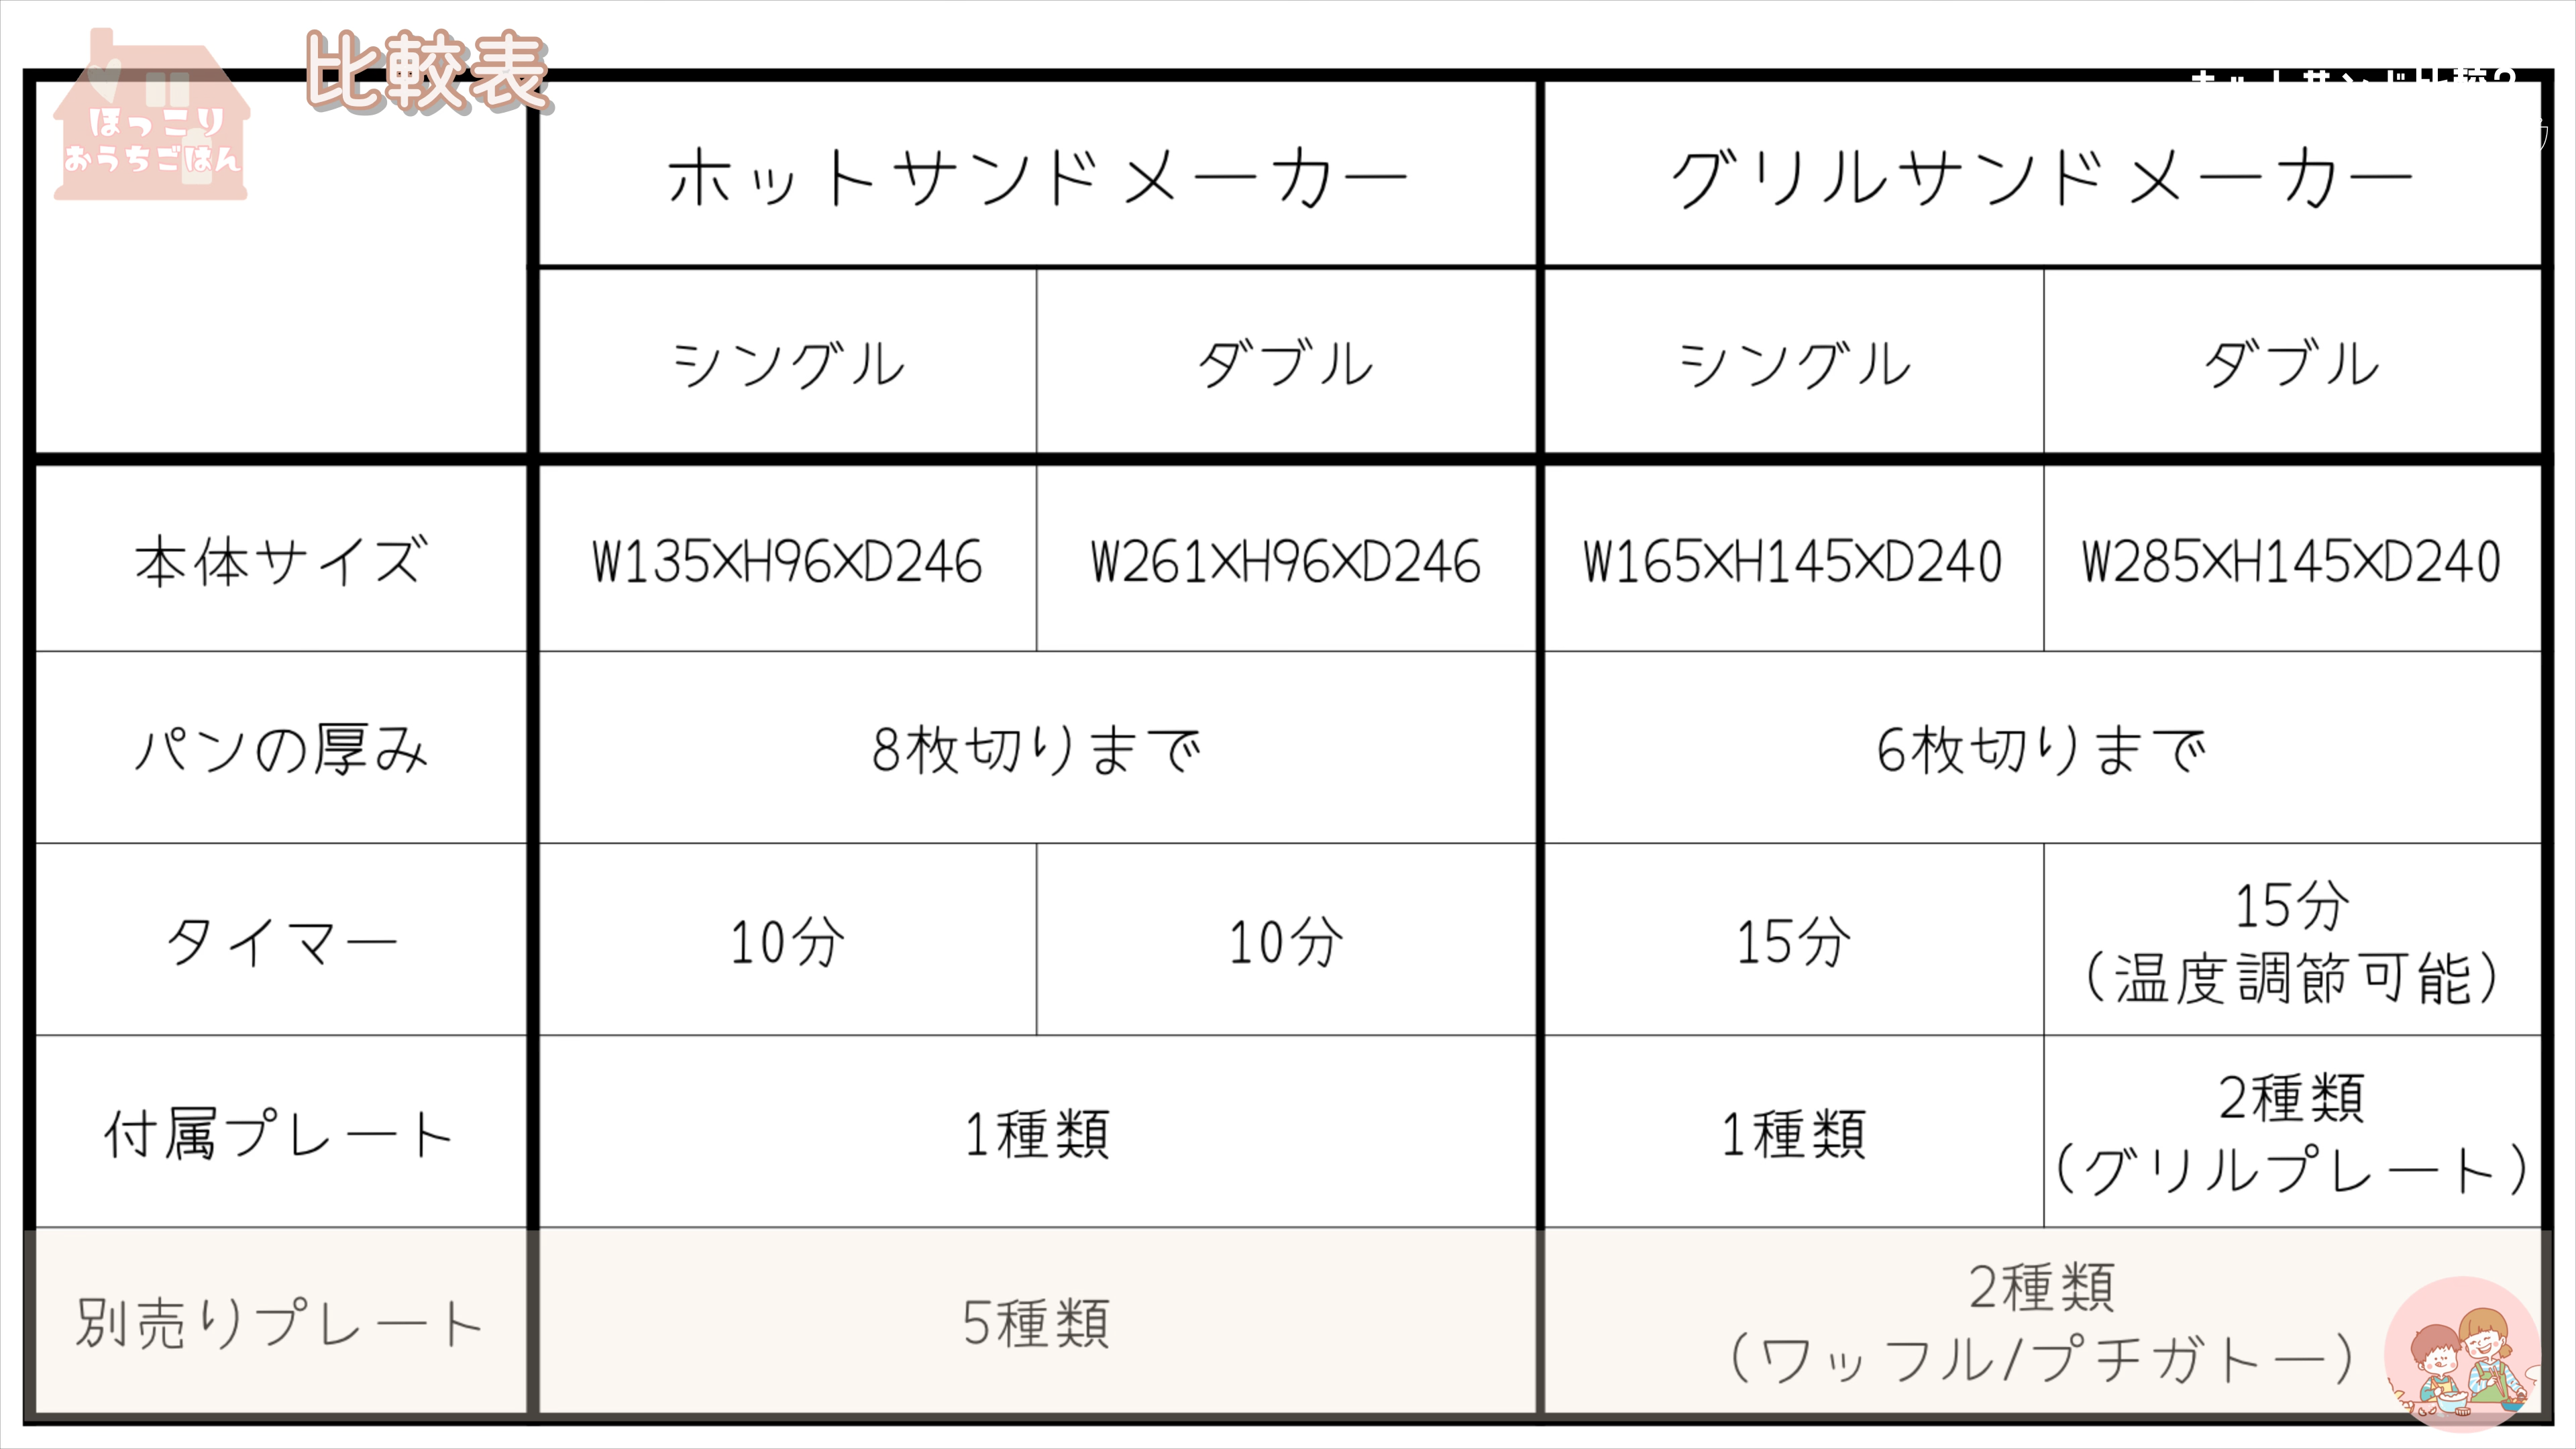 比較表
ほっこり
おうちごはん
ホットサンドメーカー グリルサンドメーカー
シングル ダブル シングル ダブル
本体サイズ W135×H96×D246 W261×H96×D246 W165×H145×D240 W285×H145×D240
パンの厚み 8枚切りまで 6枚切りまで
タイマー 10分 10分 15分 15分
(温度調節可能)
付属プレート 1種類 1種類 2種類
(グリルプレート)
別売りプレート 5種類 2種類
(ワッフル/プチガトー)